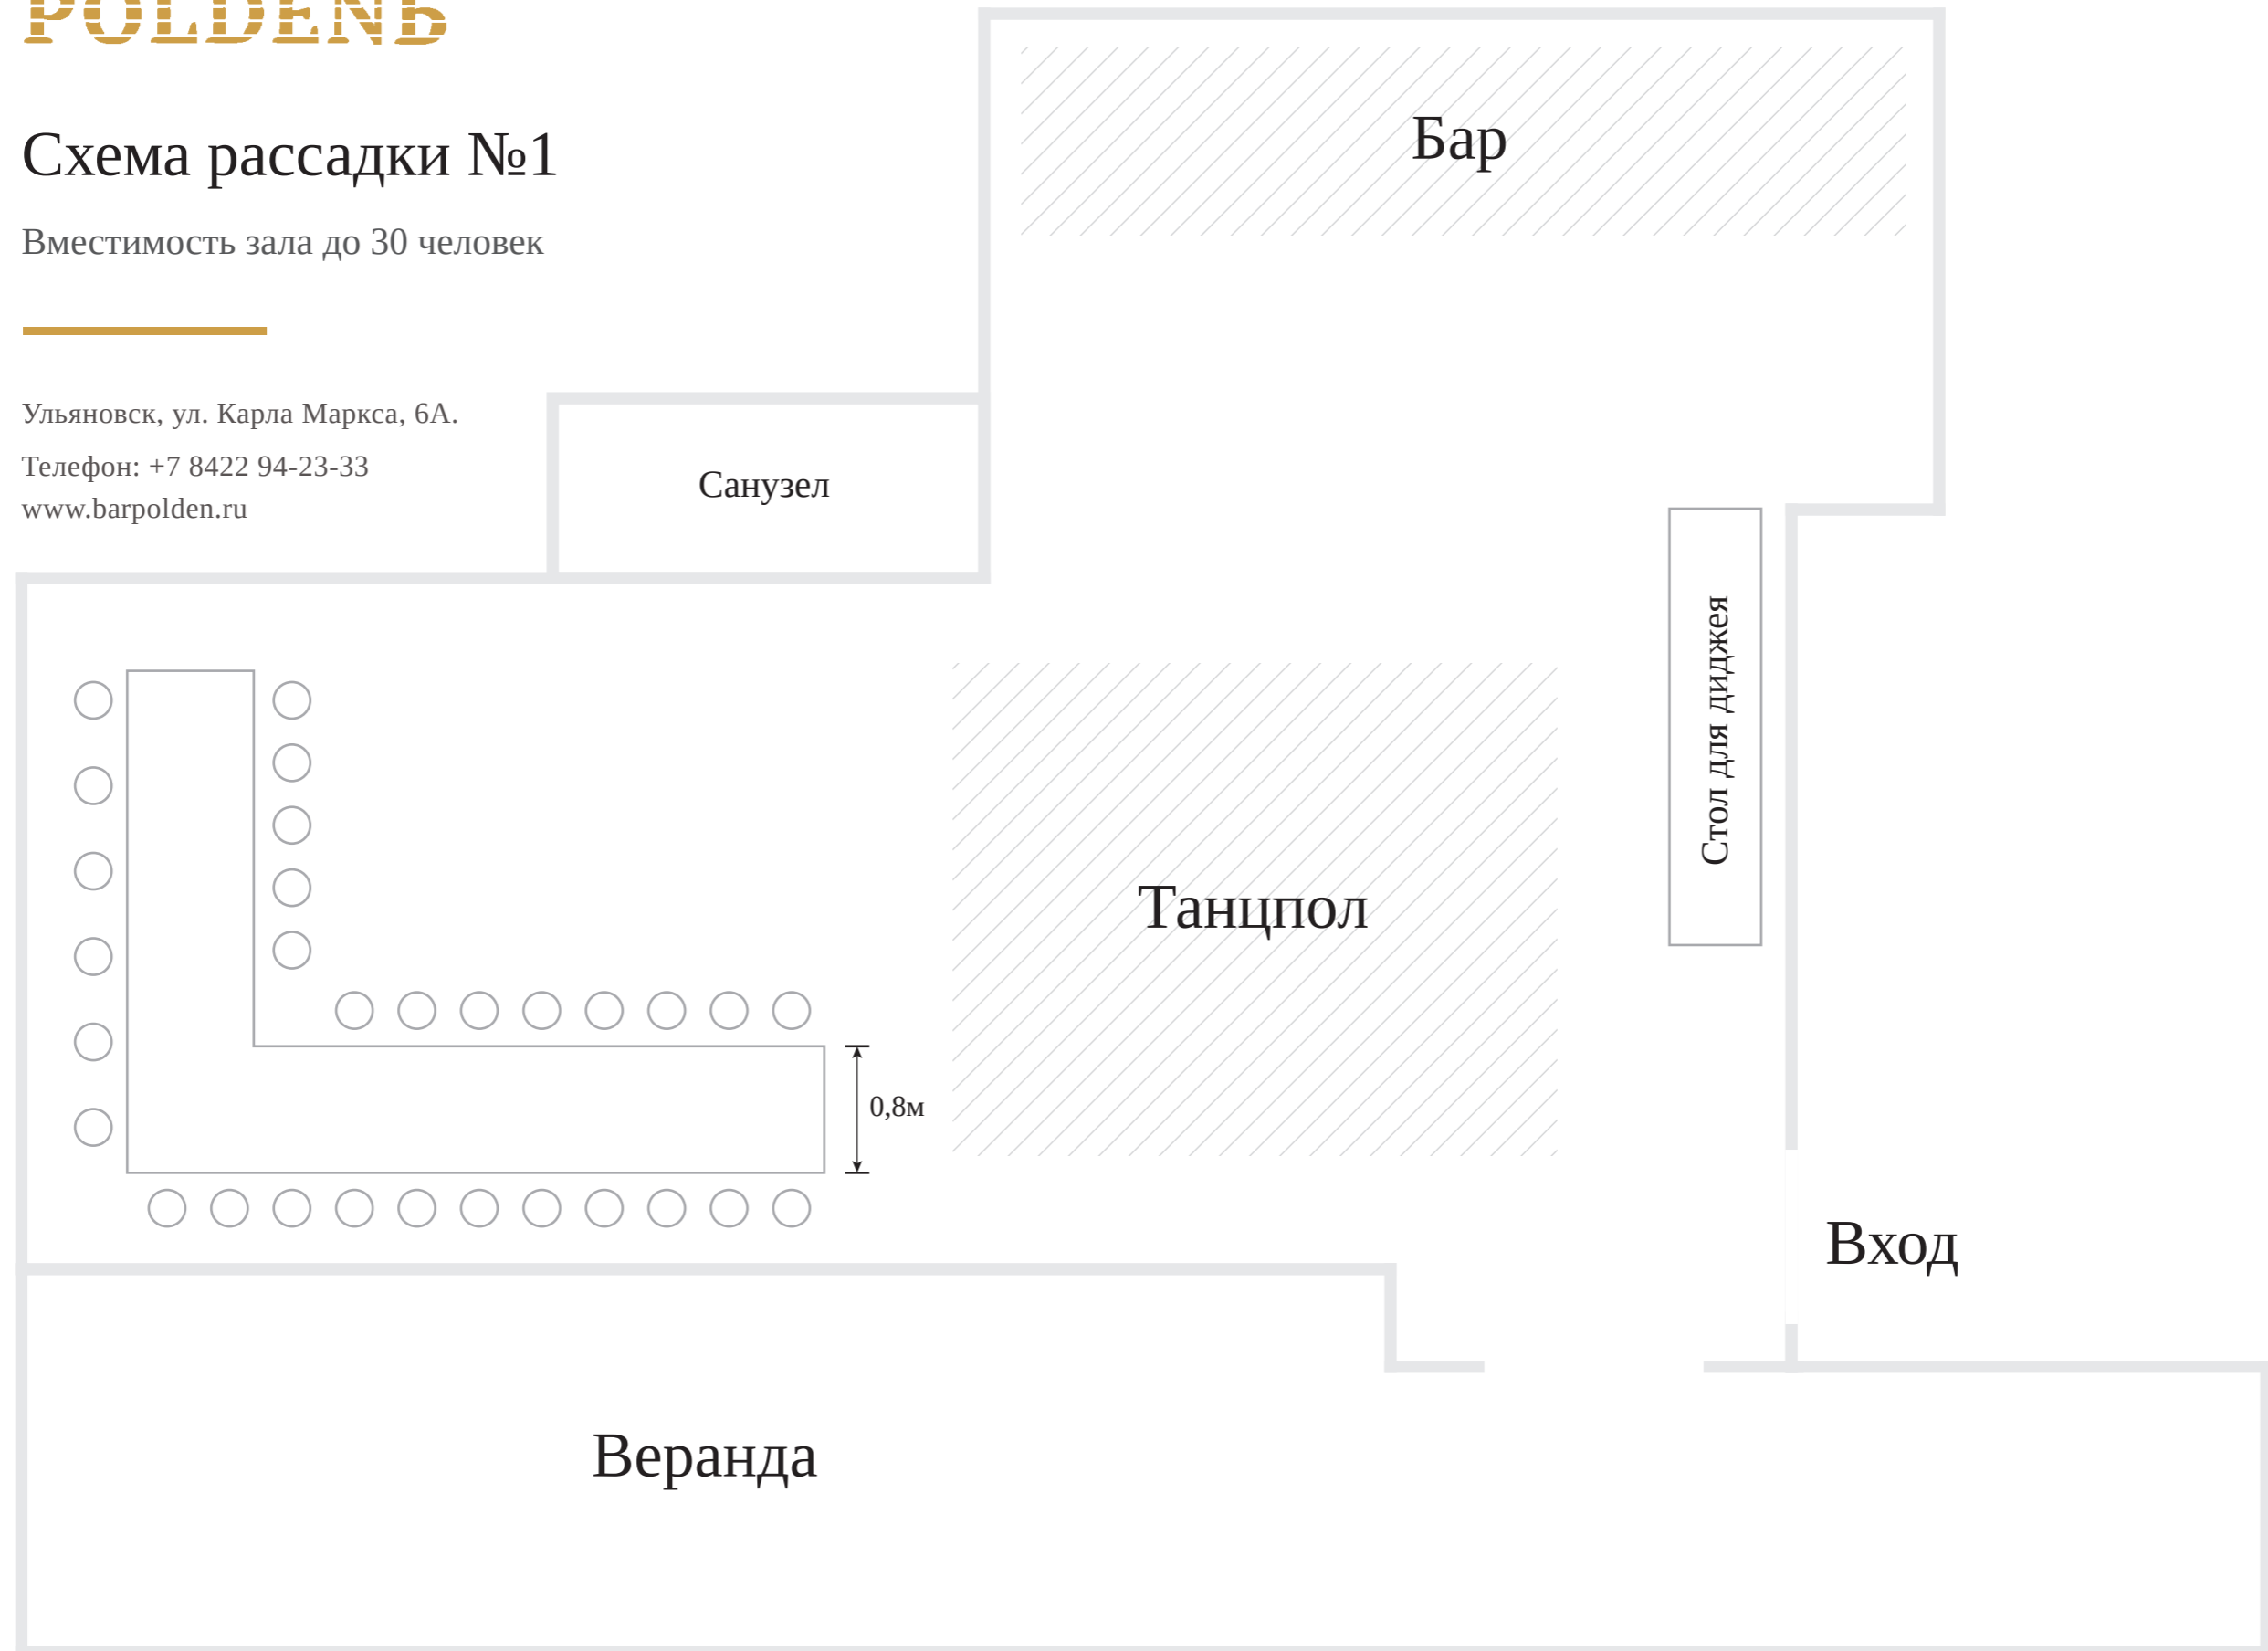 POLDENЬ
Схема рассадки №1
Вместимость зала до 30 человек
Ульяновск, ул. Карла Маркса, 6А.
Телефон: +7 8422 94-23-33
www.barpolden.ru
Бар
Санузел
Стол для диджея
Танцпол
0,8м
Вход
Веранда